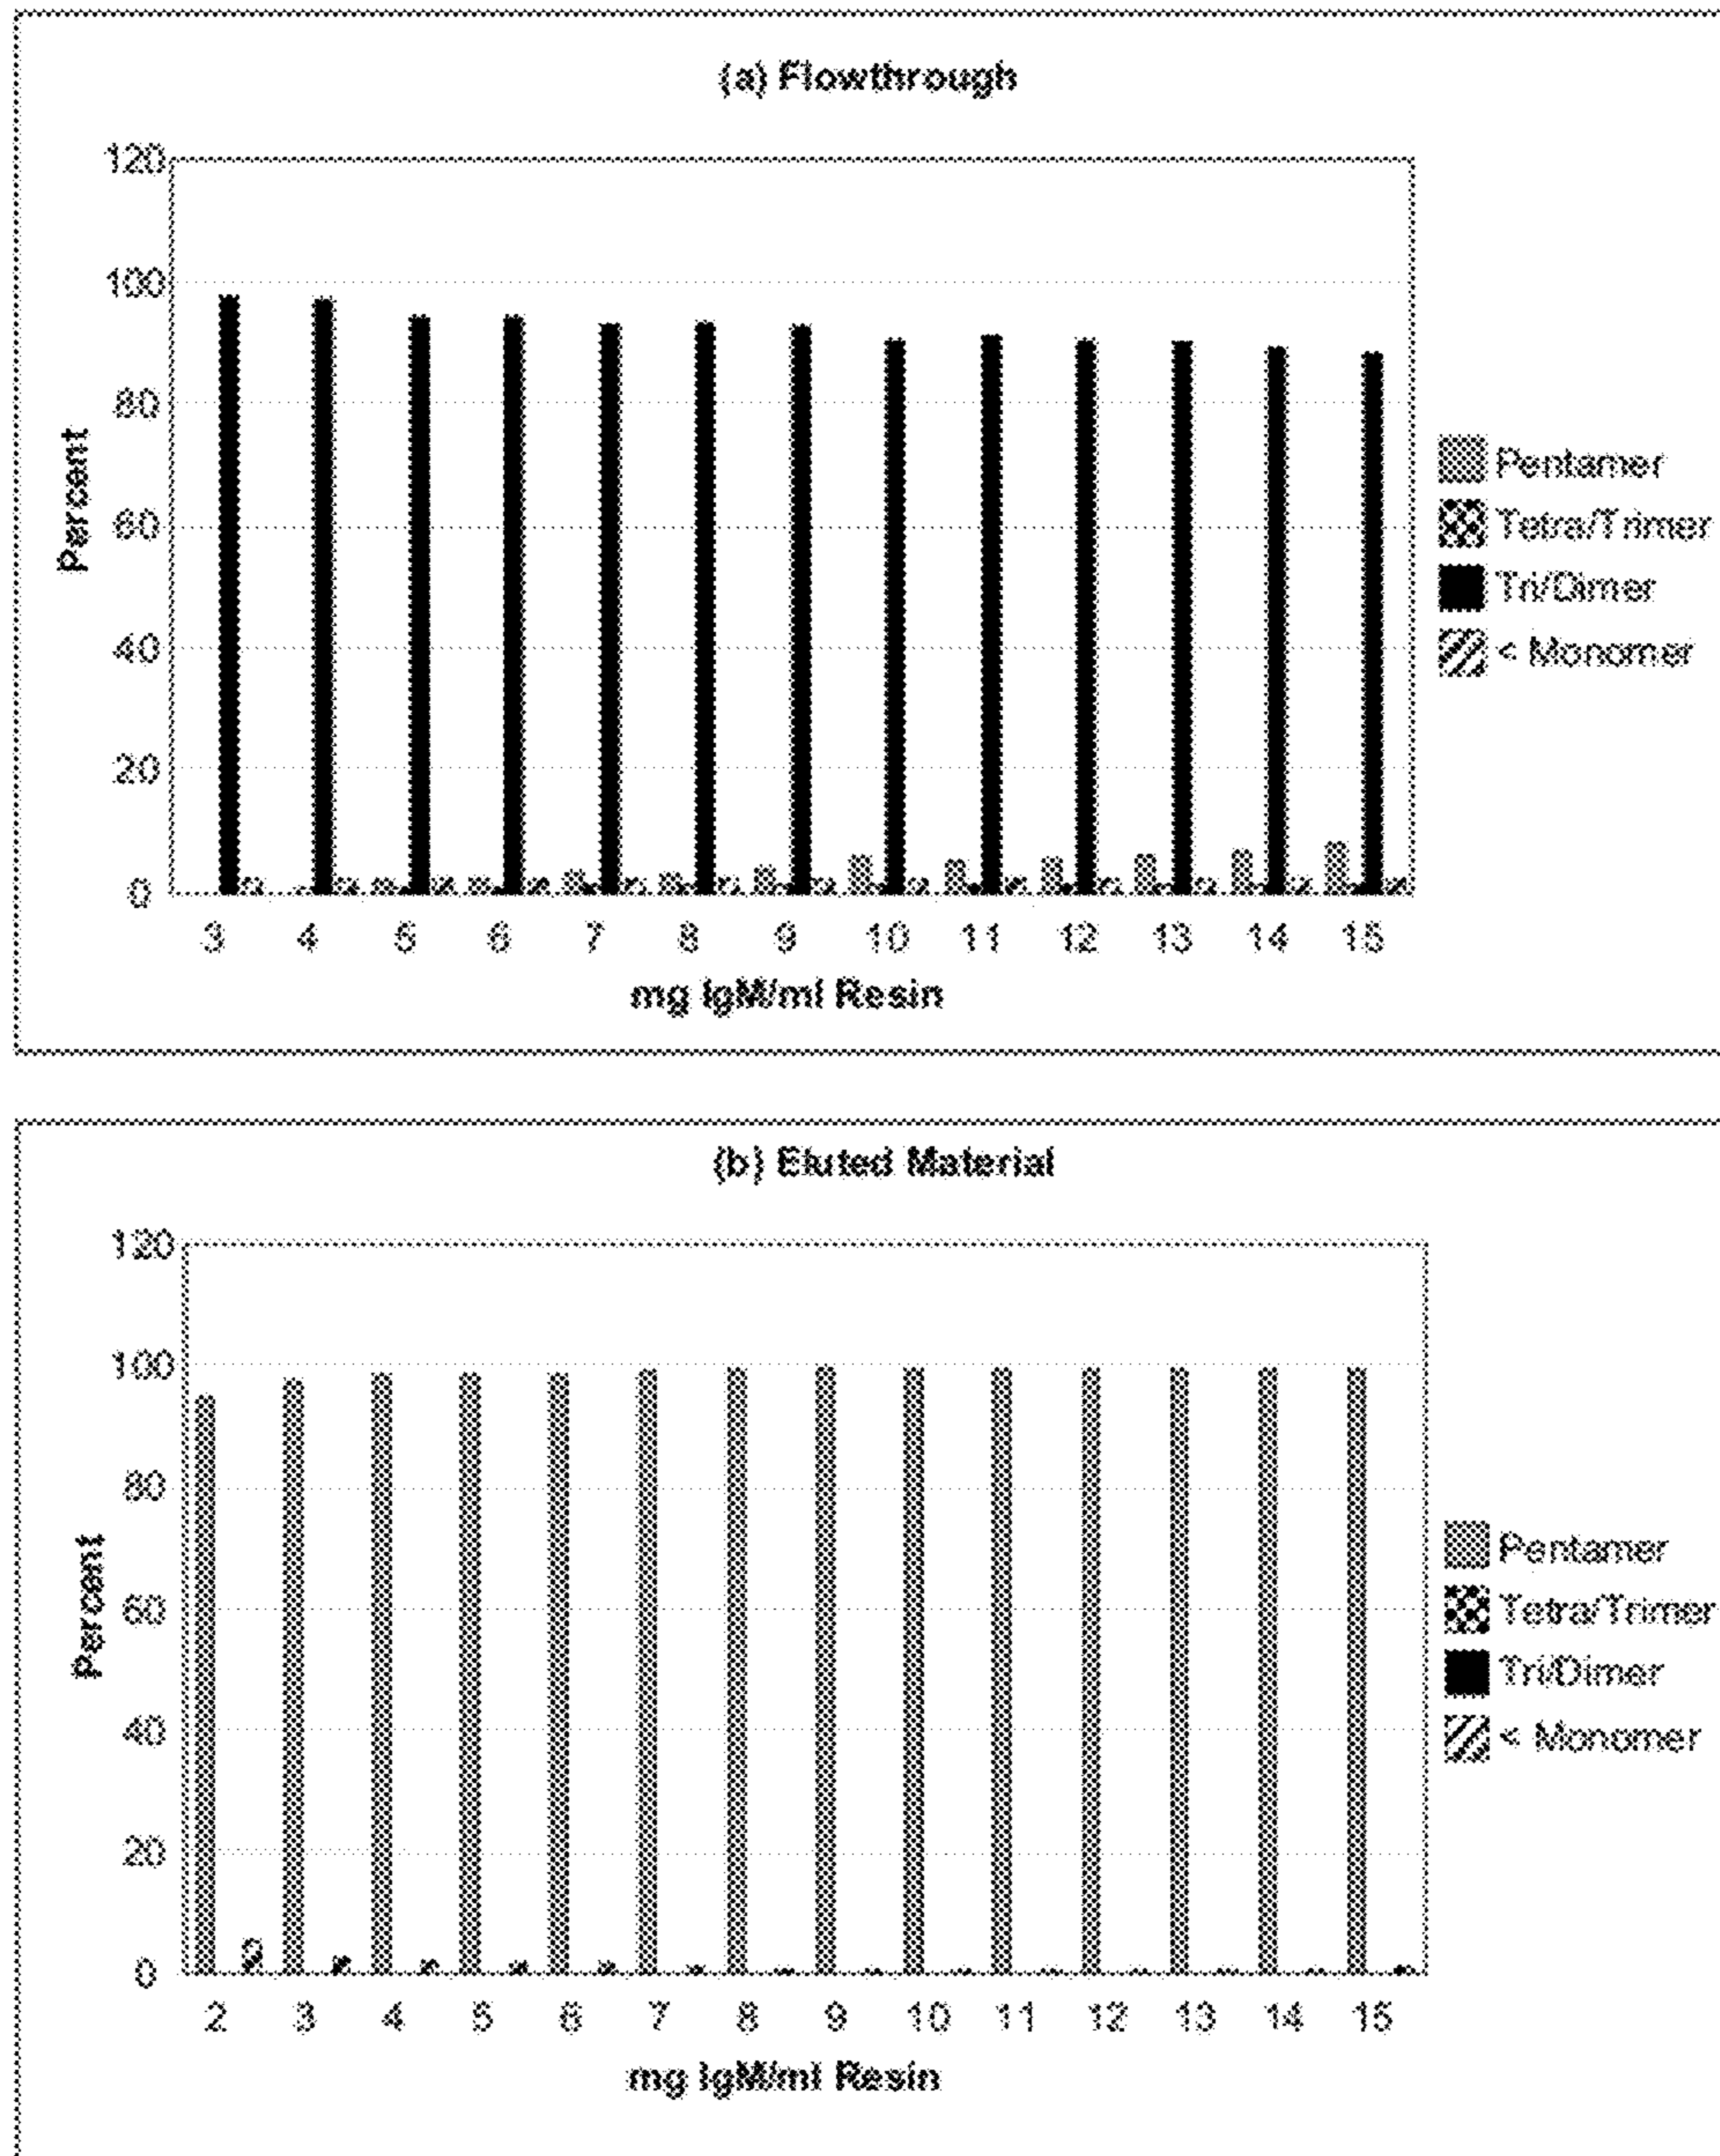 (a) Flowthrough
120
100
80
60
40
20
0
Percent
3 4 5 6 7 8 9 10 11 12 13 14 15
mg IgM/ml Resin
Pentamer
Tetra/Trimer
Tri/Dimer
< Monomer
(b) Eluted Material
120
100
80
60
40
20
0
Percent
2 3 4 5 6 7 8 9 10 11 12 13 14 15
mg IgM/ml Resin
Pentamer
Tetra/Trimer
Tri/Dimer
< Monomer